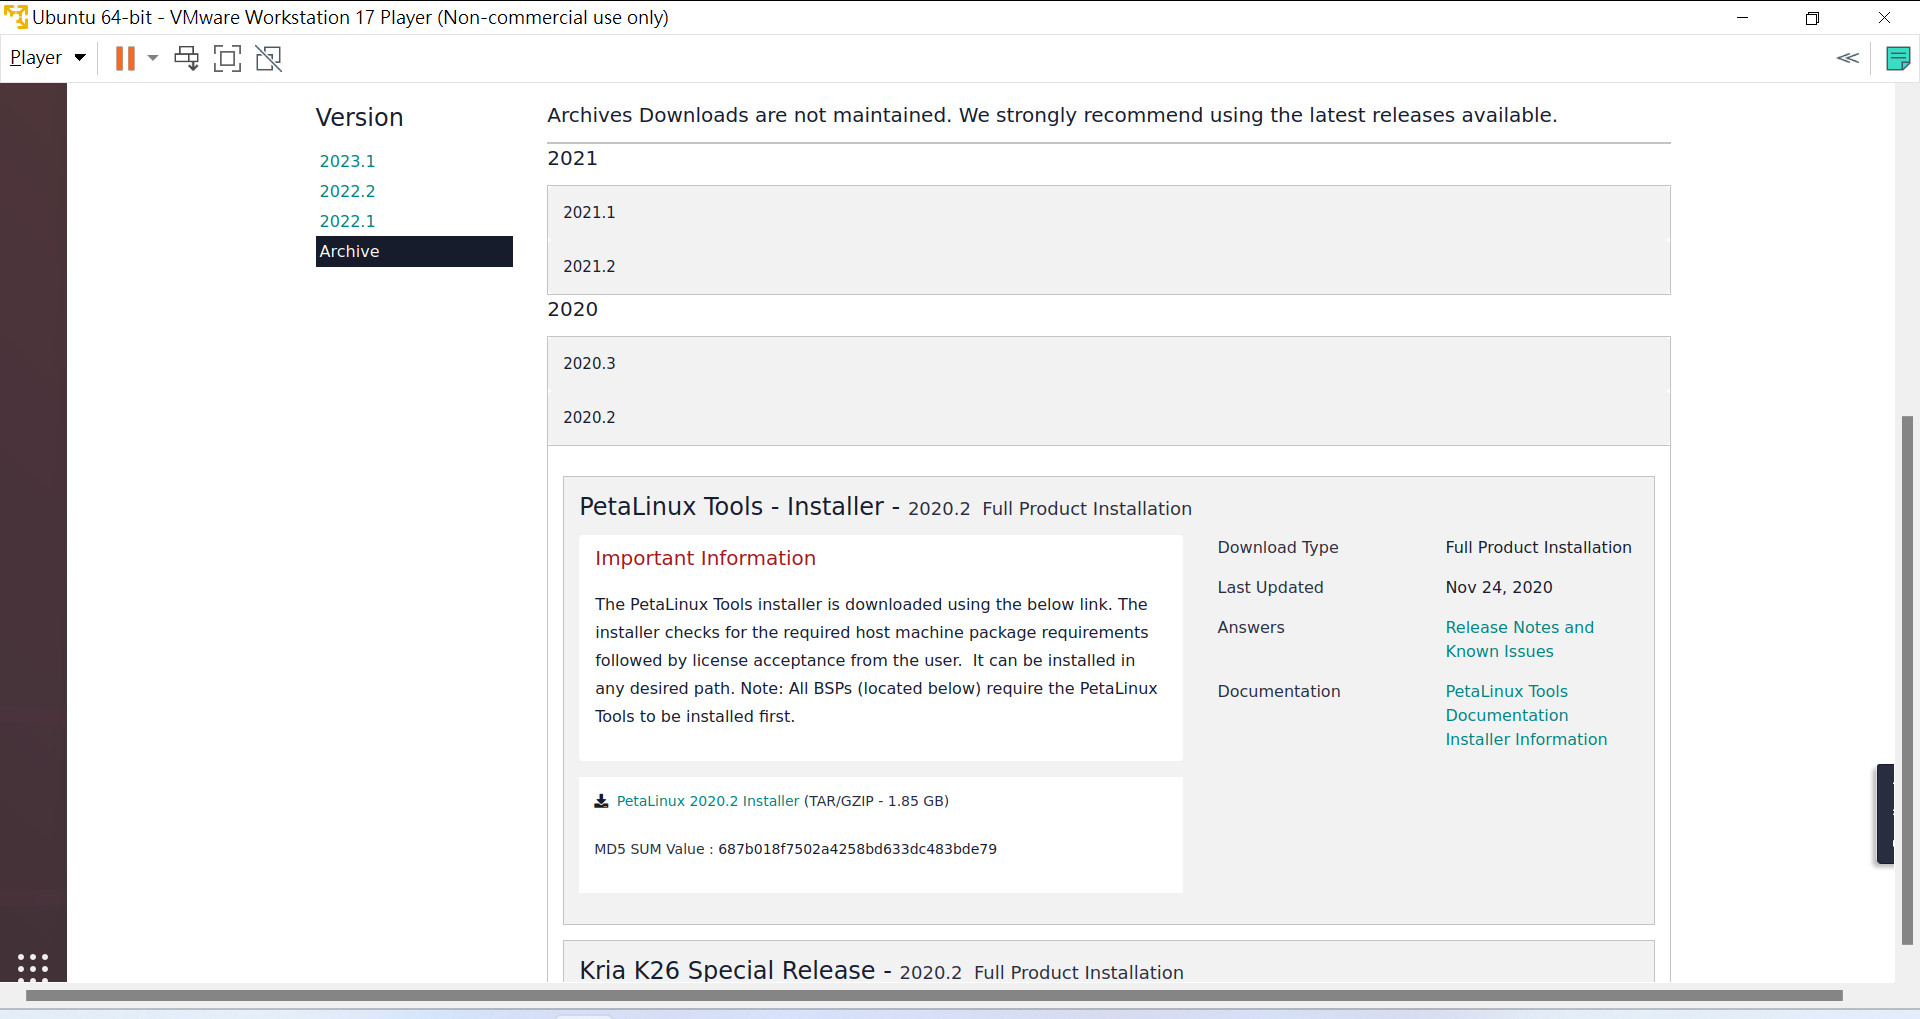 Ubuntu 64-bit - VMware Workstation 17 Player (Non-commercial use only)
Player
Version
2023.1
2022.2
2022.1
Archive
Archives Downloads are not maintained. We strongly recommend using the latest releases available.
2021
2021.1
2021.2
2020
2020.3
2020.2
PetaLinux Tools - Installer - 2020.2 Full Product Installation
Important Information
The PetaLinux Tools installer is downloaded using the below link. The
installer checks for the required host machine package requirements
followed by license acceptance from the user. It can be installed in
any desired path. Note: All BSPs (located below) require the PetaLinux
Tools to be installed first.
PetaLinux 2020.2 Installer (TAR/GZIP - 1.85 GB)
MD5 SUM Value : 687b018f7502a4258bd633dc483bde79
Download Type Full Product Installation
Last Updated Nov 24, 2020
Answers Release Notes and
Known Issues
Documentation PetaLinux Tools
Documentation
Installer Information
Kria K26 Special Release - 2020.2 Full Product Installation